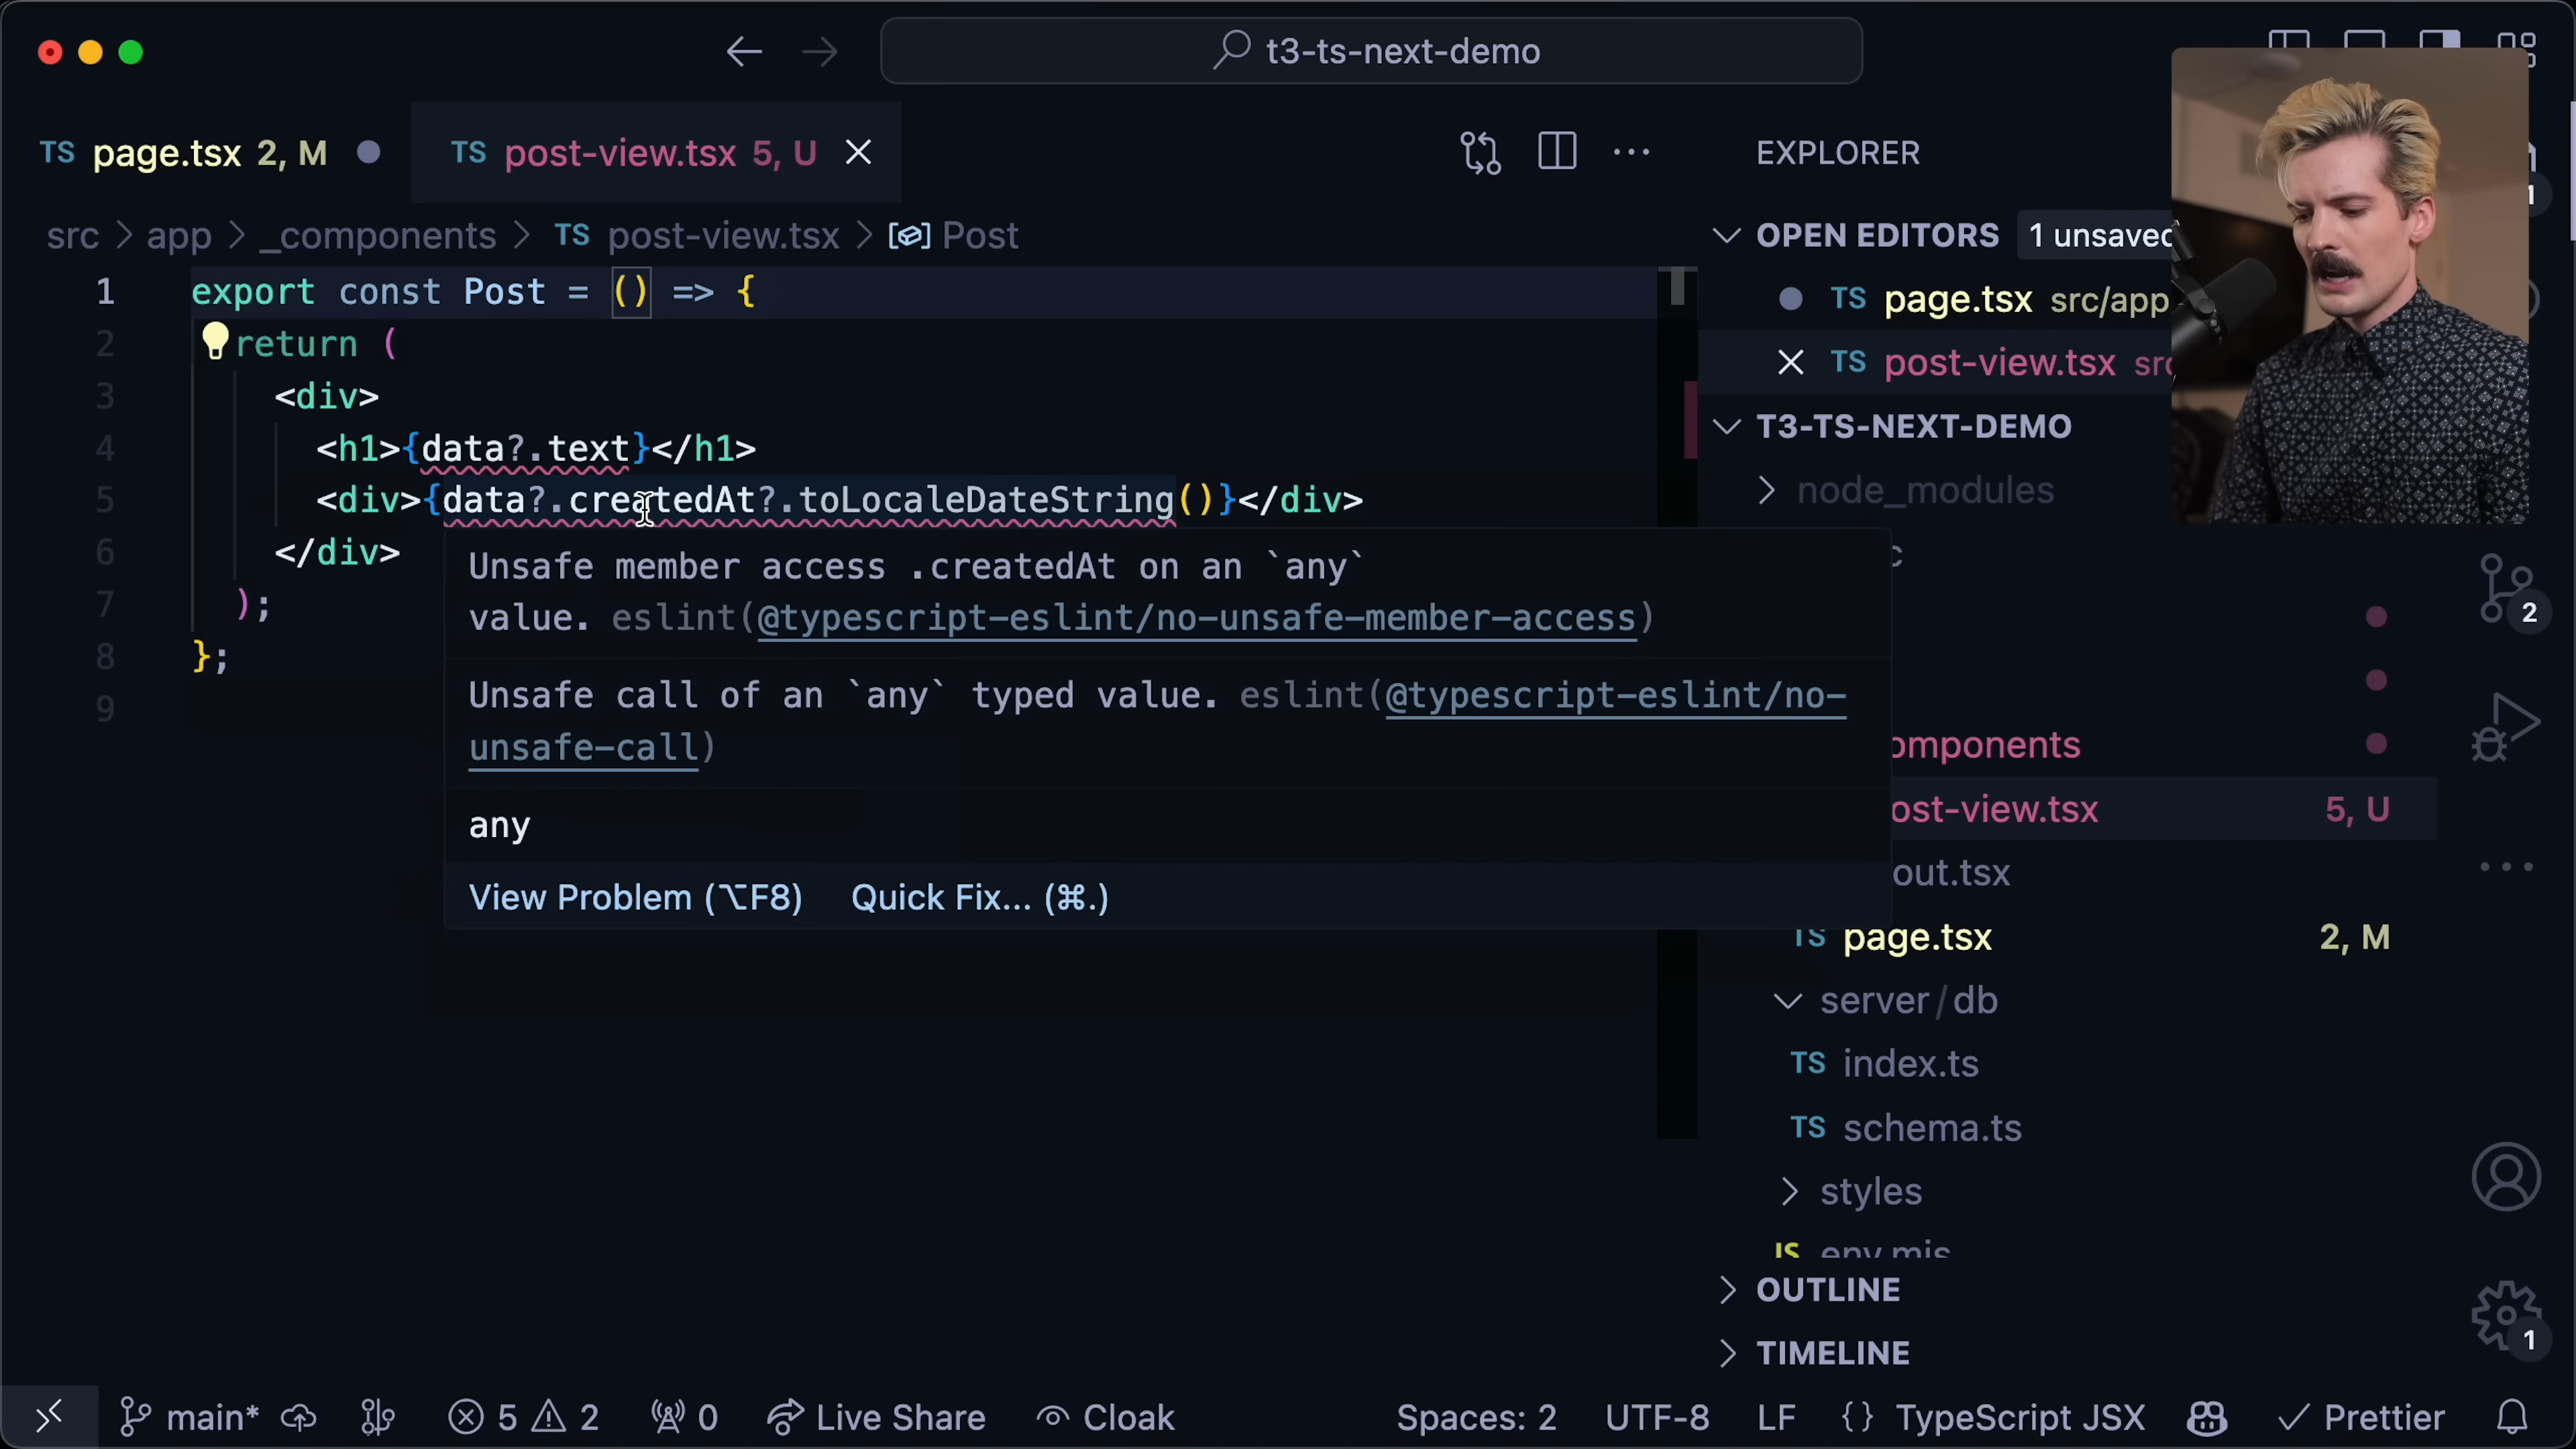 t3-ts-next-demo
TS page.tsx 2, M
TS post-view.tsx 5, U
EXPLORER
src > app > _components > TS post-view.tsx > Post
OPEN EDITORS 1 unsaved
TS page.tsx src/app
TS post-view.tsx src
T3-TS-NEXT-DEMO
node_modules
1 export const Post = () => {
2 return (
3 <div>
4 <h1>{data?.text}</h1>
5 <div>{data?.createdAt?.toLocaleDateString()}</div>
6 </div>
7 );
8 };
9
Unsafe member access .createdAt on an `any`
value. eslint(@typescript-eslint/no-unsafe-member-access)
Unsafe call of an `any` typed value. eslint(@typescript-eslint/no-
unsafe-call)
any
View Problem (⌥F8) Quick Fix... (⌘.)
omponents
ost-view.tsx 5, U
out.tsx
TS page.tsx 2, M
server / db
TS index.ts
TS schema.ts
styles
JS env.mjs
OUTLINE
TIMELINE
2
1
main* 5 2 0 Live Share Cloak Spaces: 2 UTF-8 LF {} TypeScript JSX Prettier